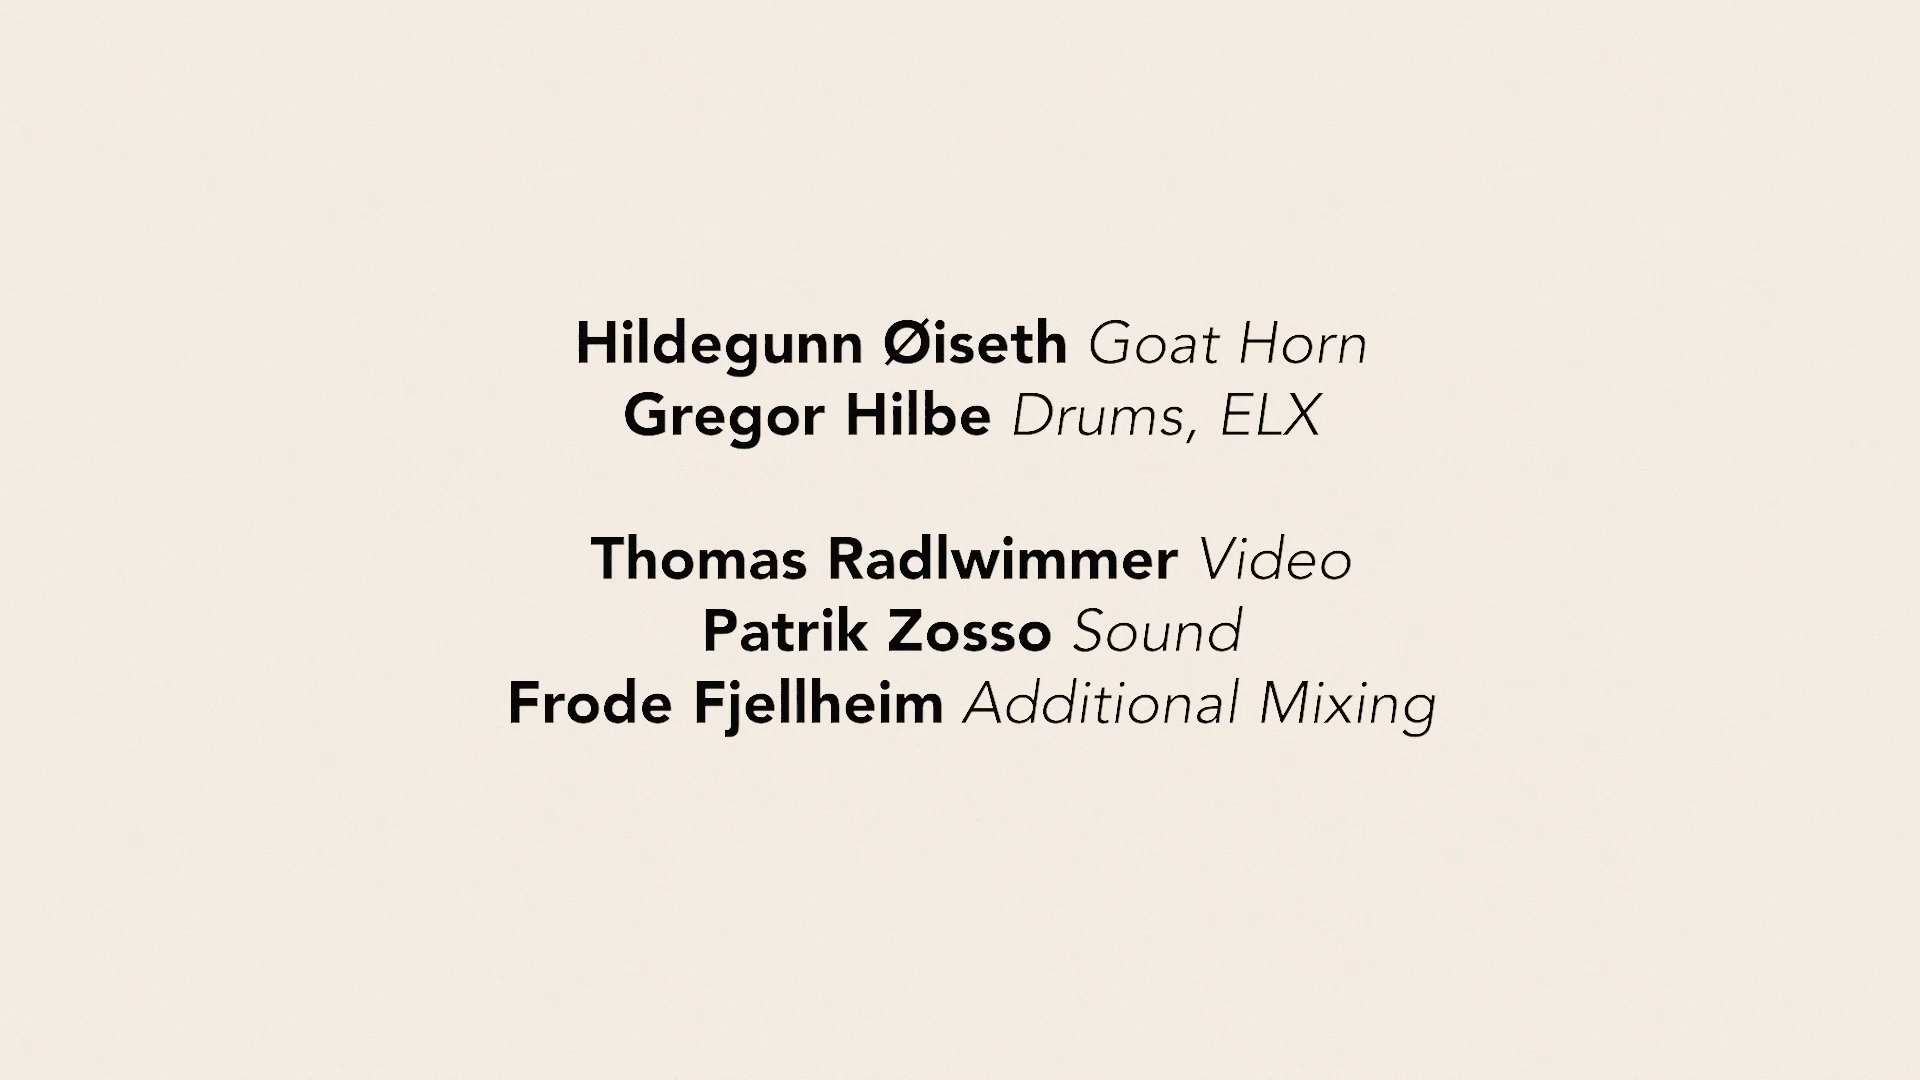 Hildegunn Øiseth Goat Horn
Gregor Hilbe Drums, ELX
Thomas Radlwimmer Video
Patrik Zosso Sound
Frode Fjellheim Additional Mixing